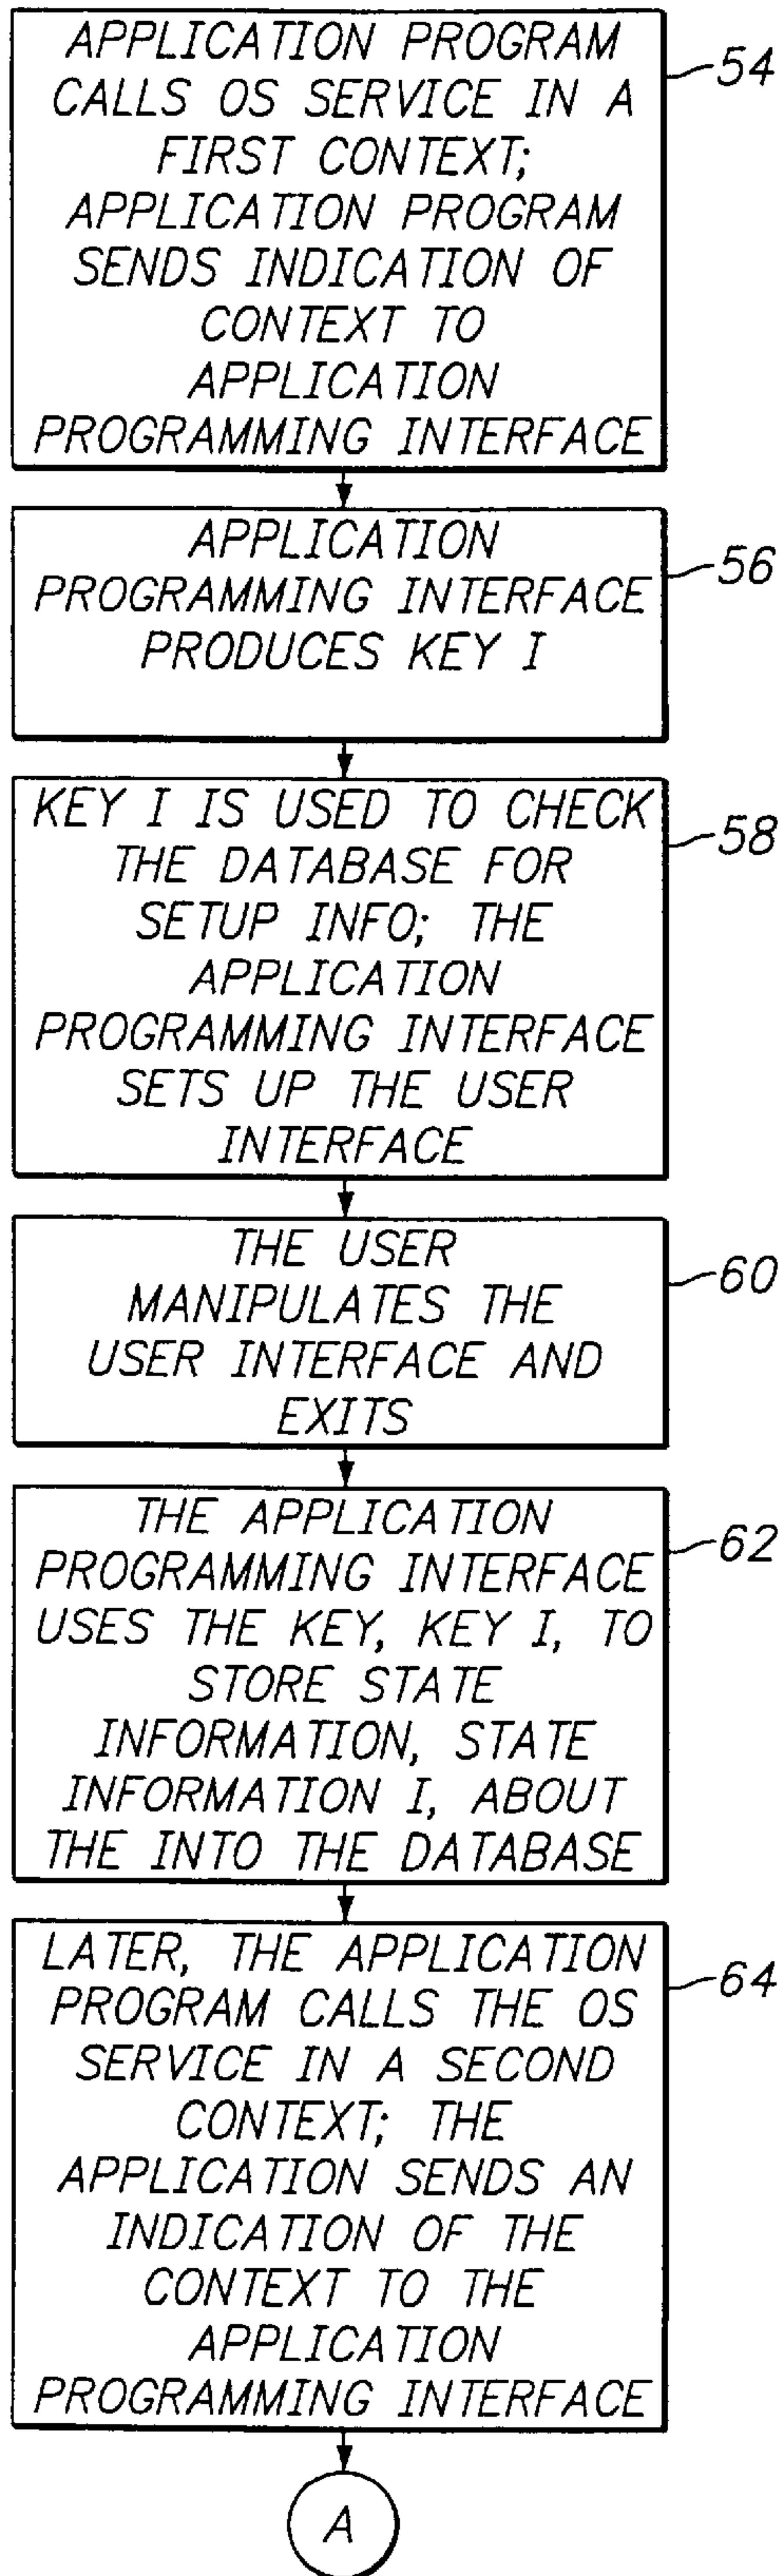 APPLICATION PROGRAM
CALLS OS SERVICE IN A
FIRST CONTEXT;
APPLICATION PROGRAM
SENDS INDICATION OF
CONTEXT TO
APPLICATION
PROGRAMMING INTERFACE
54
APPLICATION
PROGRAMMING INTERFACE
PRODUCES KEY I
56
KEY I IS USED TO CHECK
THE DATABASE FOR
SETUP INFO; THE
APPLICATION
PROGRAMMING INTERFACE
SETS UP THE USER
INTERFACE
58
THE USER
MANIPULATES THE
USER INTERFACE AND
EXITS
60
THE APPLICATION
PROGRAMMING INTERFACE
USES THE KEY, KEY I, TO
STORE STATE
INFORMATION, STATE
INFORMATION I, ABOUT
THE INTO THE DATABASE
62
LATER, THE APPLICATION
PROGRAM CALLS THE OS
SERVICE IN A SECOND
CONTEXT; THE
APPLICATION SENDS AN
INDICATION OF THE
CONTEXT TO THE
APPLICATION
PROGRAMMING INTERFACE
64
A